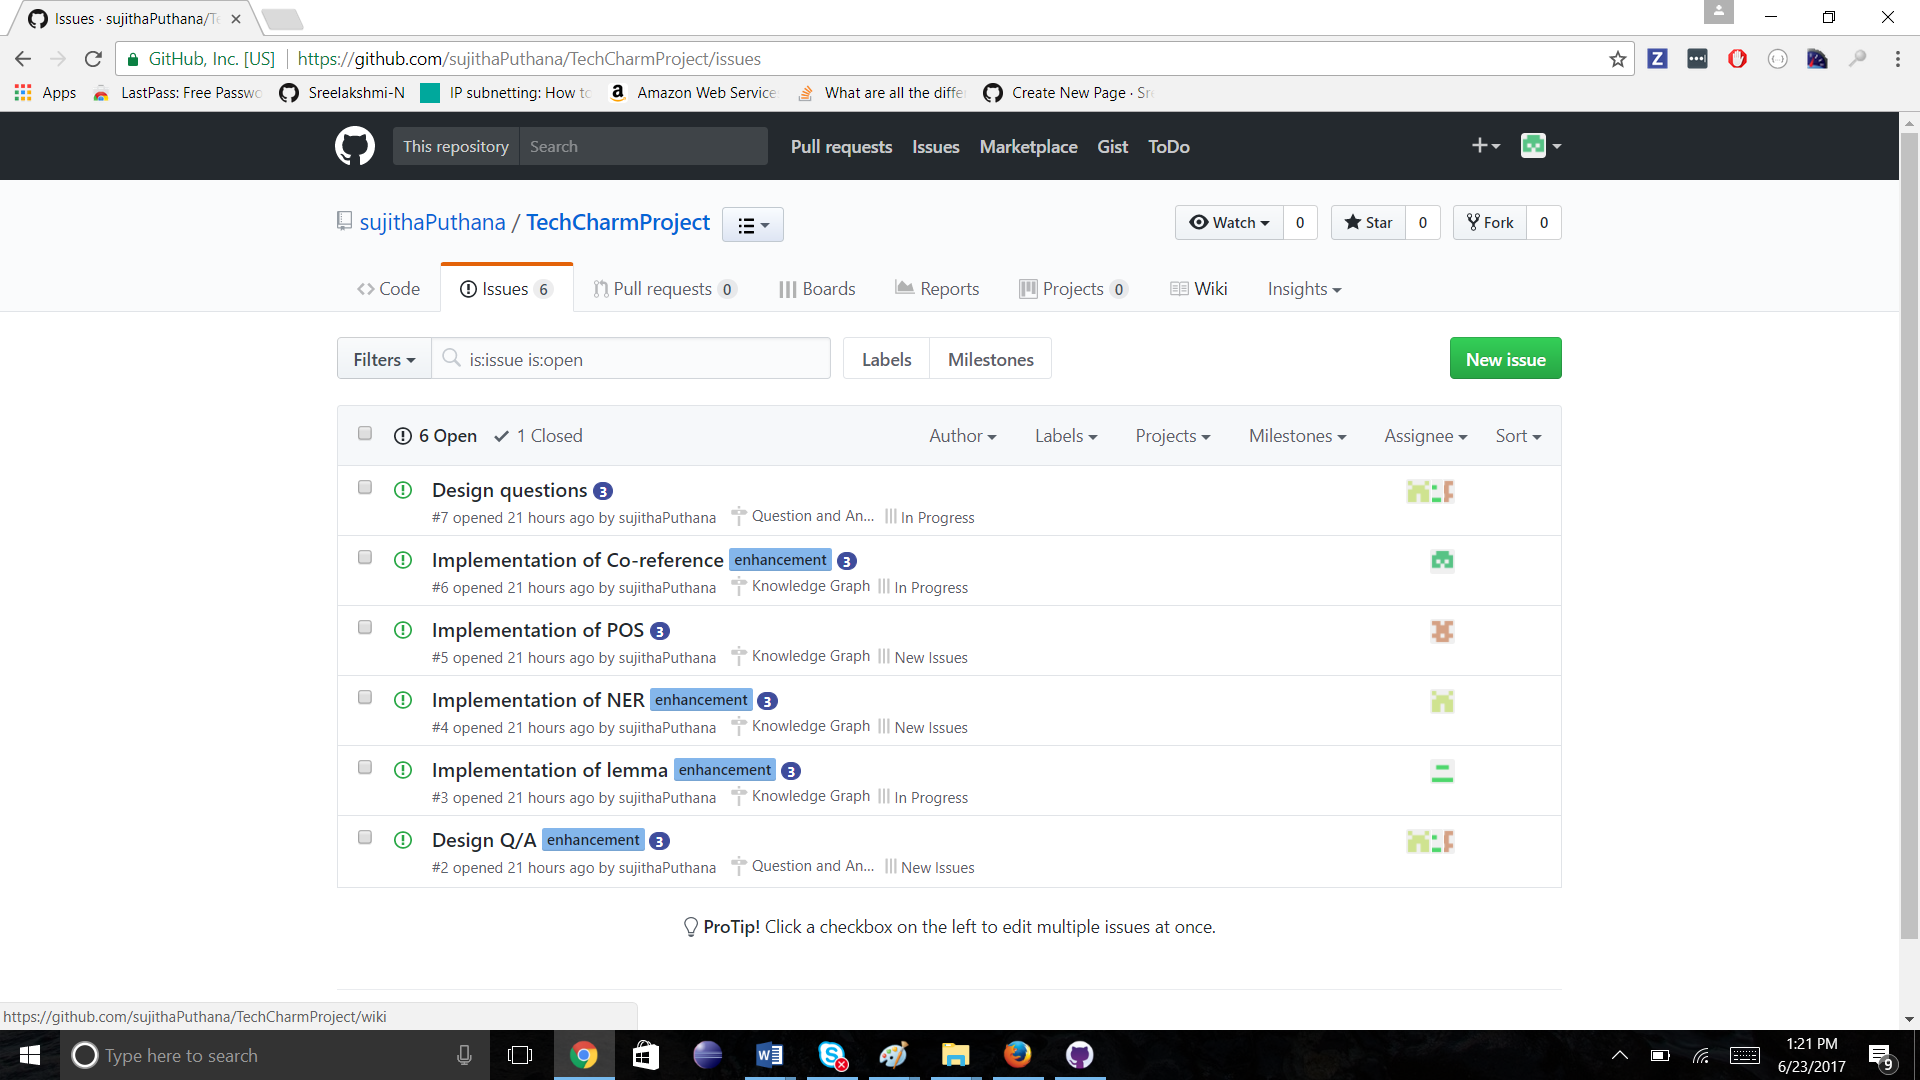 Issues · sujithaPuthana/Te
GitHub, Inc. [US] https://github.com/sujithaPuthana/TechCharmProject/issues
Apps LastPass: Free Passwo Sreelakshmi-N IP subnetting: How to Amazon Web Service What are all the differ Create New Page · Sre
This repository Search Pull requests Issues Marketplace Gist ToDo
sujithaPuthana / TechCharmProject Watch 0 Star 0 Fork 0
Code Issues 6 Pull requests 0 Boards Reports Projects 0 Wiki Insights
Filters is:issue is:open Labels Milestones New issue
6 Open 1 Closed Author Labels Projects Milestones Assignee Sort
Design questions 3
#7 opened 21 hours ago by sujithaPuthana Question and An... In Progress
Implementation of Co-reference enhancement 3
#6 opened 21 hours ago by sujithaPuthana Knowledge Graph In Progress
Implementation of POS 3
#5 opened 21 hours ago by sujithaPuthana Knowledge Graph New Issues
Implementation of NER enhancement 3
#4 opened 21 hours ago by sujithaPuthana Knowledge Graph New Issues
Implementation of lemma enhancement 3
#3 opened 21 hours ago by sujithaPuthana Knowledge Graph In Progress
Design Q/A enhancement 3
#2 opened 21 hours ago by sujithaPuthana Question and An... New Issues
ProTip! Click a checkbox on the left to edit multiple issues at once.
https://github.com/sujithaPuthana/TechCharmProject/wiki
Type here to search
1:21 PM
6/23/2017
9